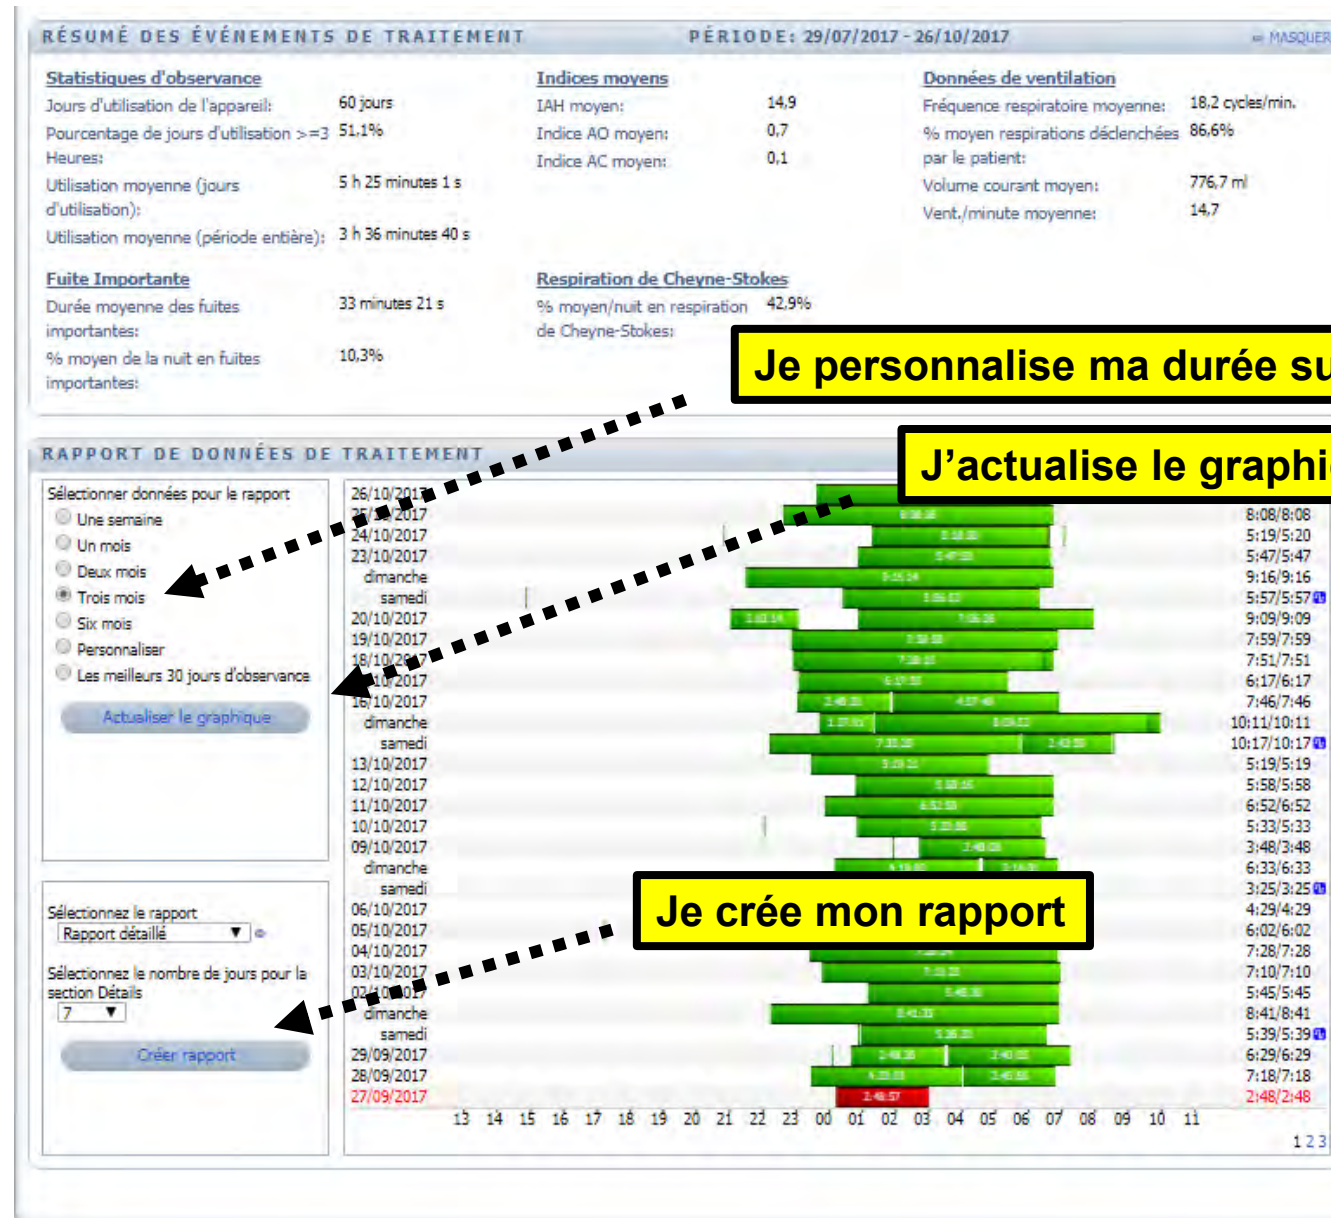 RÉSUMÉ DES ÉVÉNEMENTS DE TRAITEMENT PÉRIODE: 29/07/2017 - 26/10/2017 MASQUER
Statistiques d'observance
Jours d'utilisation de l'appareil: 60 jours
Pourcentage de jours d'utilisation >=3 51,1%
Heures:
Utilisation moyenne (jours 5 h 25 minutes 1 s
d'utilisation):
Utilisation moyenne (période entière): 3 h 36 minutes 40 s
Indices moyens
IAH moyen: 14,9
Indice AO moyen: 0,7
Indice AC moyen: 0,1
Données de ventilation
Fréquence respiratoire moyenne: 18,2 cycles/min.
% moyen respirations déclenchées 86,6%
par le patient:
Volume courant moyen: 776,7 ml
Vent./minute moyenne: 14,7
Fuite Importante
Durée moyenne des fuites 33 minutes 21 s
importantes:
% moyen de la nuit en fuites 10,3%
importantes:
Respiration de Cheyne-Stokes
% moyen/nuit en respiration 42,9%
de Cheyne-Stokes:
Je personnalise ma durée su
RAPPORT DE DONNÉES DE TRAITEMENT
J'actualise le graphi
Sélectionner données pour le rapport
Une semaine
Un mois
Deux mois
Trois mois
Six mois
Personnaliser
Les meilleurs 30 jours d'observance
Actualiser le graphique
Sélectionnez le rapport
Rapport détaillé
Sélectionnez le nombre de jours pour la
section Détails
7
Créer rapport
Je crée mon rapport
26/10/2017
25/10/2017 8:08/8:08
24/10/2017 5:19/5:20
23/10/2017 5:47/5:47
dimanche 9:16/9:16
samedi 5:57/5:57
20/10/2017 9:09/9:09
19/10/2017 7:59/7:59
18/10/2017 7:51/7:51
/10/2017 6:17/6:17
16/10/2017 7:46/7:46
dimanche 10:11/10:11
samedi 10:17/10:17
13/10/2017 5:19/5:19
12/10/2017 5:58/5:58
11/10/2017 6:52/6:52
10/10/2017 5:33/5:33
09/10/2017 3:48/3:48
dimanche 6:33/6:33
samedi 3:25/3:25
06/10/2017 4:29/4:29
05/10/2017 6:02/6:02
04/10/2017 7:28/7:28
03/10/2017 7:10/7:10
02/10/2017 5:45/5:45
dimanche 8:41/8:41
samedi 5:39/5:39
29/09/2017 6:29/6:29
28/09/2017 7:18/7:18
27/09/2017 2:48:57 2:48/2:48
13 14 15 16 17 18 19 20 21 22 23 00 01 02 03 04 05 06 07 08 09 10 11
1 2 3